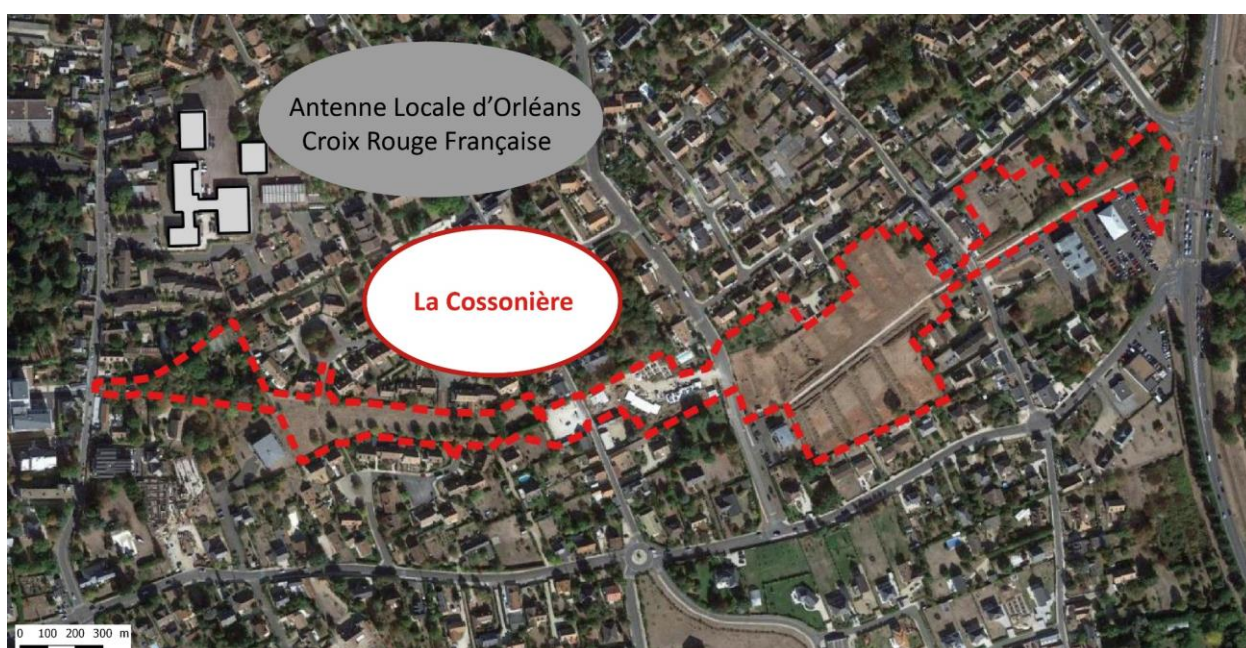 Antenne Locale d’Orléans
Croix Rouge Française
La Cossonière
0 100 200 300 m